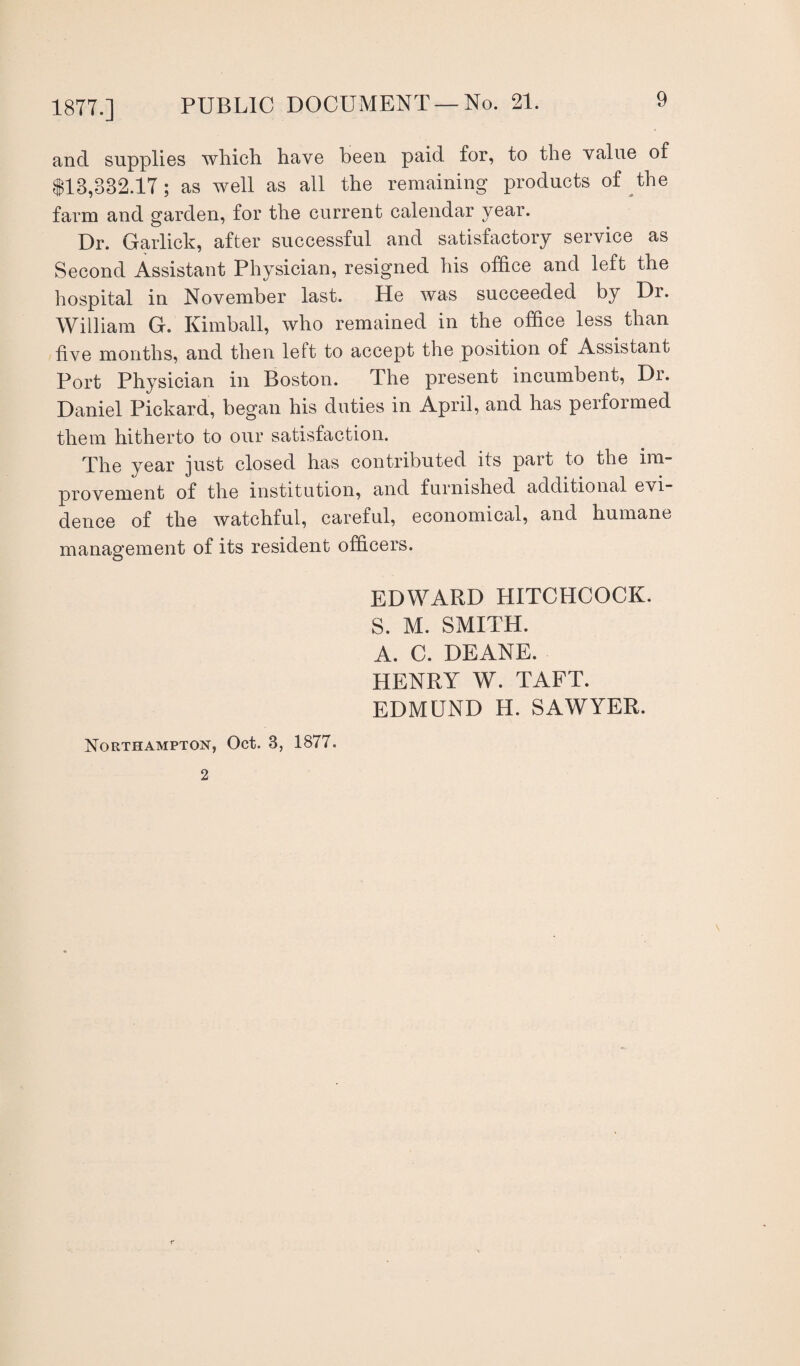 1877.] PUBLIC DOCUMENT — No. 21. 9
and supplies which have been paid for, to the value of
$13,332.17; as well as all the remaining products of the
farm and garden, for the current calendar year.
Dr. Garlick, after successful and satisfactory service as
Second Assistant Physician, resigned his office and left the
hospital in November last. He was succeeded by Dr.
William G. Kimball, who remained in the office less than
five months, and then left to accept the position of Assistant
Port Physician in Boston. The present incumbent, Dr.
Daniel Pickard, began his duties in April, and has performed
them hitherto to our satisfaction.
The year just closed has contributed its part to the im-
provement of the institution, and furnished additional evi-
dence of the watchful, careful, economical, and humane
management of its resident officers.
EDWARD HITCHCOCK.
S. M. SMITH.
A. C. DEANE.
HENRY W. TAFT.
EDMUND H. SAWYER.
Northampton, Oct. 3, 1877.
2